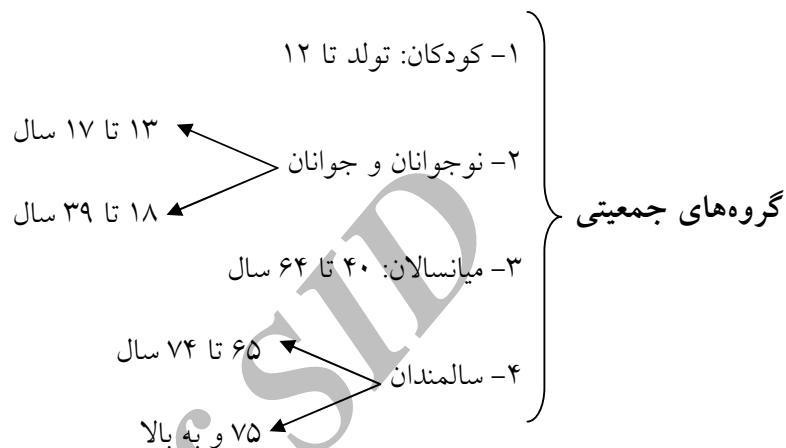 گروه‌های جمعیتی
۱- کودکان: تولد تا ۱۲
۲- نوجوانان و جوانان
۱۳ تا ۱۷ سال
۱۸ تا ۳۹ سال
۳- میانسالان: ۴۰ تا ۶۴ سال
۴- سالمندان
۶۵ تا ۷۴ سال
۷۵ و به بالا
SID